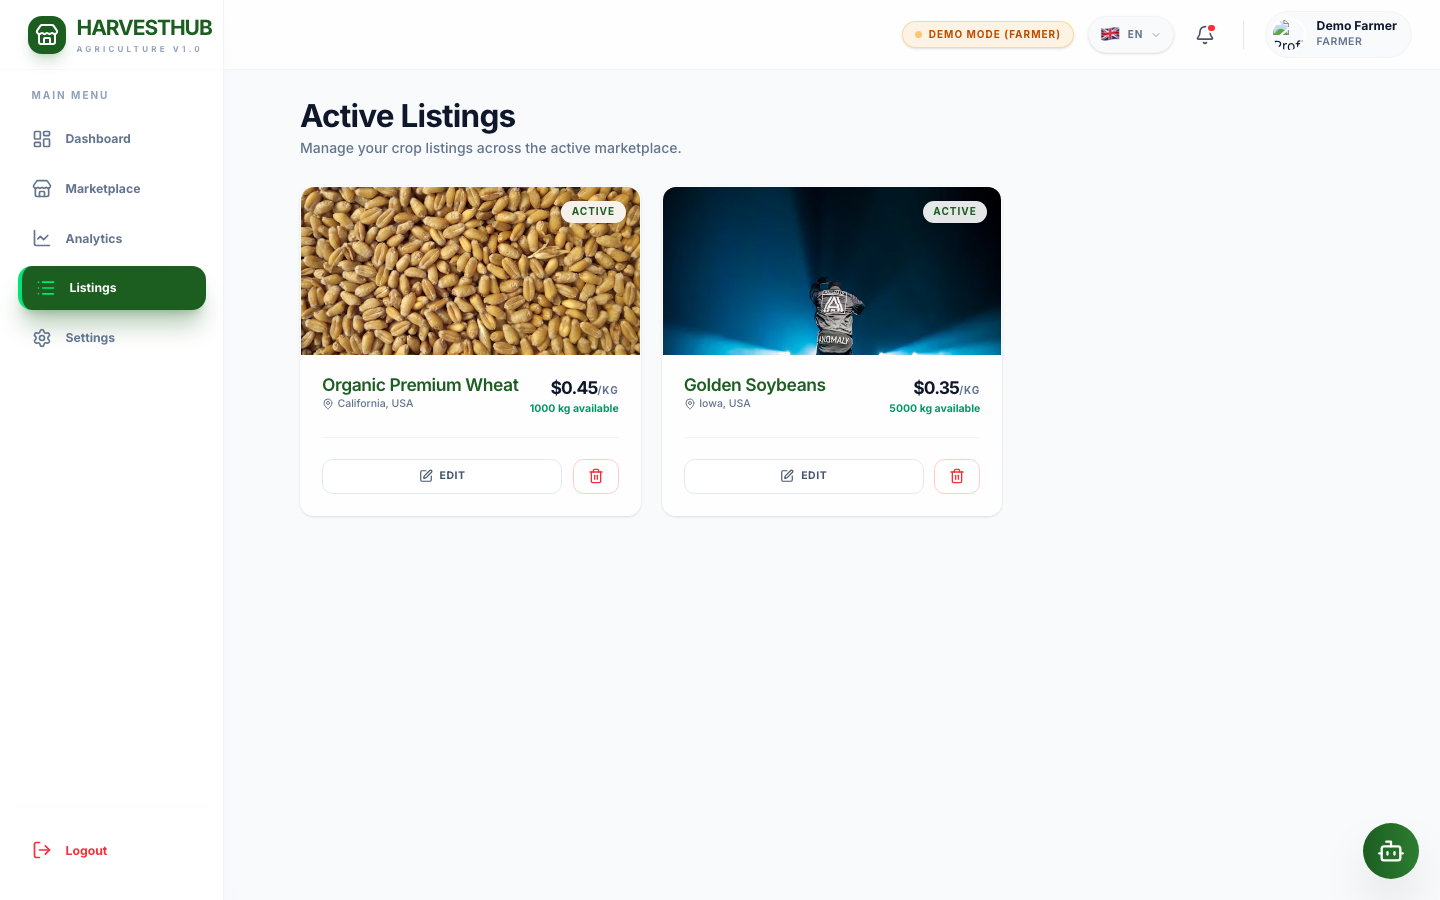 HARVESTHUB
AGRICULTURE V1.0
DEMO MODE (FARMER)
EN
Prof
Demo Farmer
FARMER
MAIN MENU
Dashboard
Marketplace
Analytics
Listings
Settings
Logout
Active Listings
Manage your crop listings across the active marketplace.
ACTIVE
Organic Premium Wheat
$0.45/KG
California, USA
1000 kg available
EDIT
ACTIVE
ANOMALY
Golden Soybeans
$0.35/KG
Iowa, USA
5000 kg available
EDIT